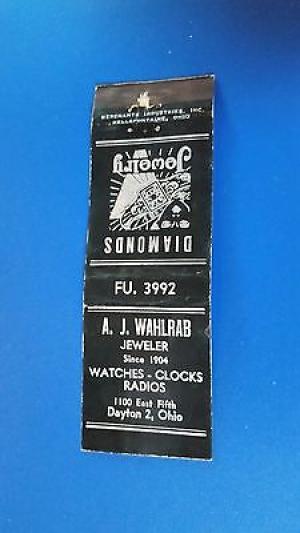 MERCHANTS INDUSTRIES, INC.
BELLEFONTAINE, OHIO
Jewelry
DIAMONDS
FU. 3992
A. J. WAHLRAB
JEWELER
Since 1904
WATCHES - CLOCKS
RADIOS
1100 East Fifth
Dayton 2, Ohio